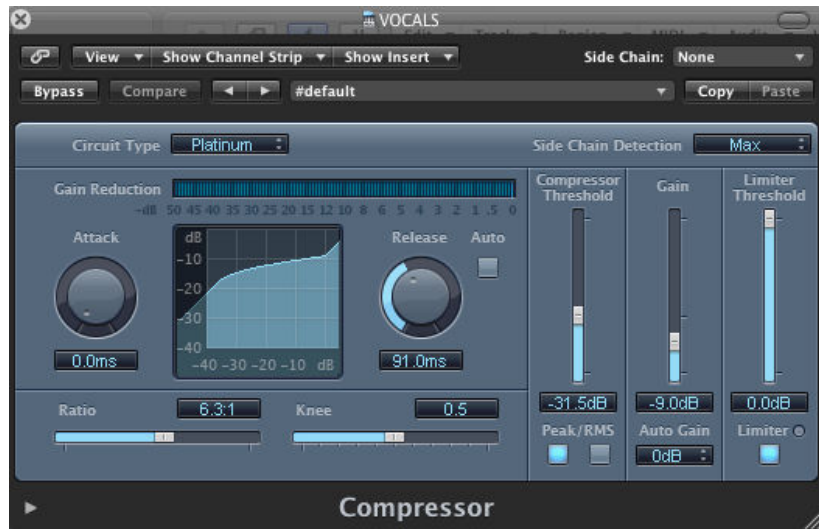 VOCALS
View Show Channel Strip Show Insert Side Chain: None
Bypass Compare #default Copy Paste
Circuit Type Platinum Side Chain Detection Max
Gain Reduction
-dB 50 45 40 35 30 25 20 15 12 10 8 6 5 4 3 2 1 .5 0
Compressor Threshold Gain Limiter Threshold
Attack Release Auto
dB
-10
-20
-30
-40
-40 -30 -20 -10 dB
0.0ms 91.0ms
-31.5dB -9.0dB 0.0dB
Ratio 6.3:1 Knee 0.5
Peak/RMS Auto Gain Limiter
0dB
Compressor